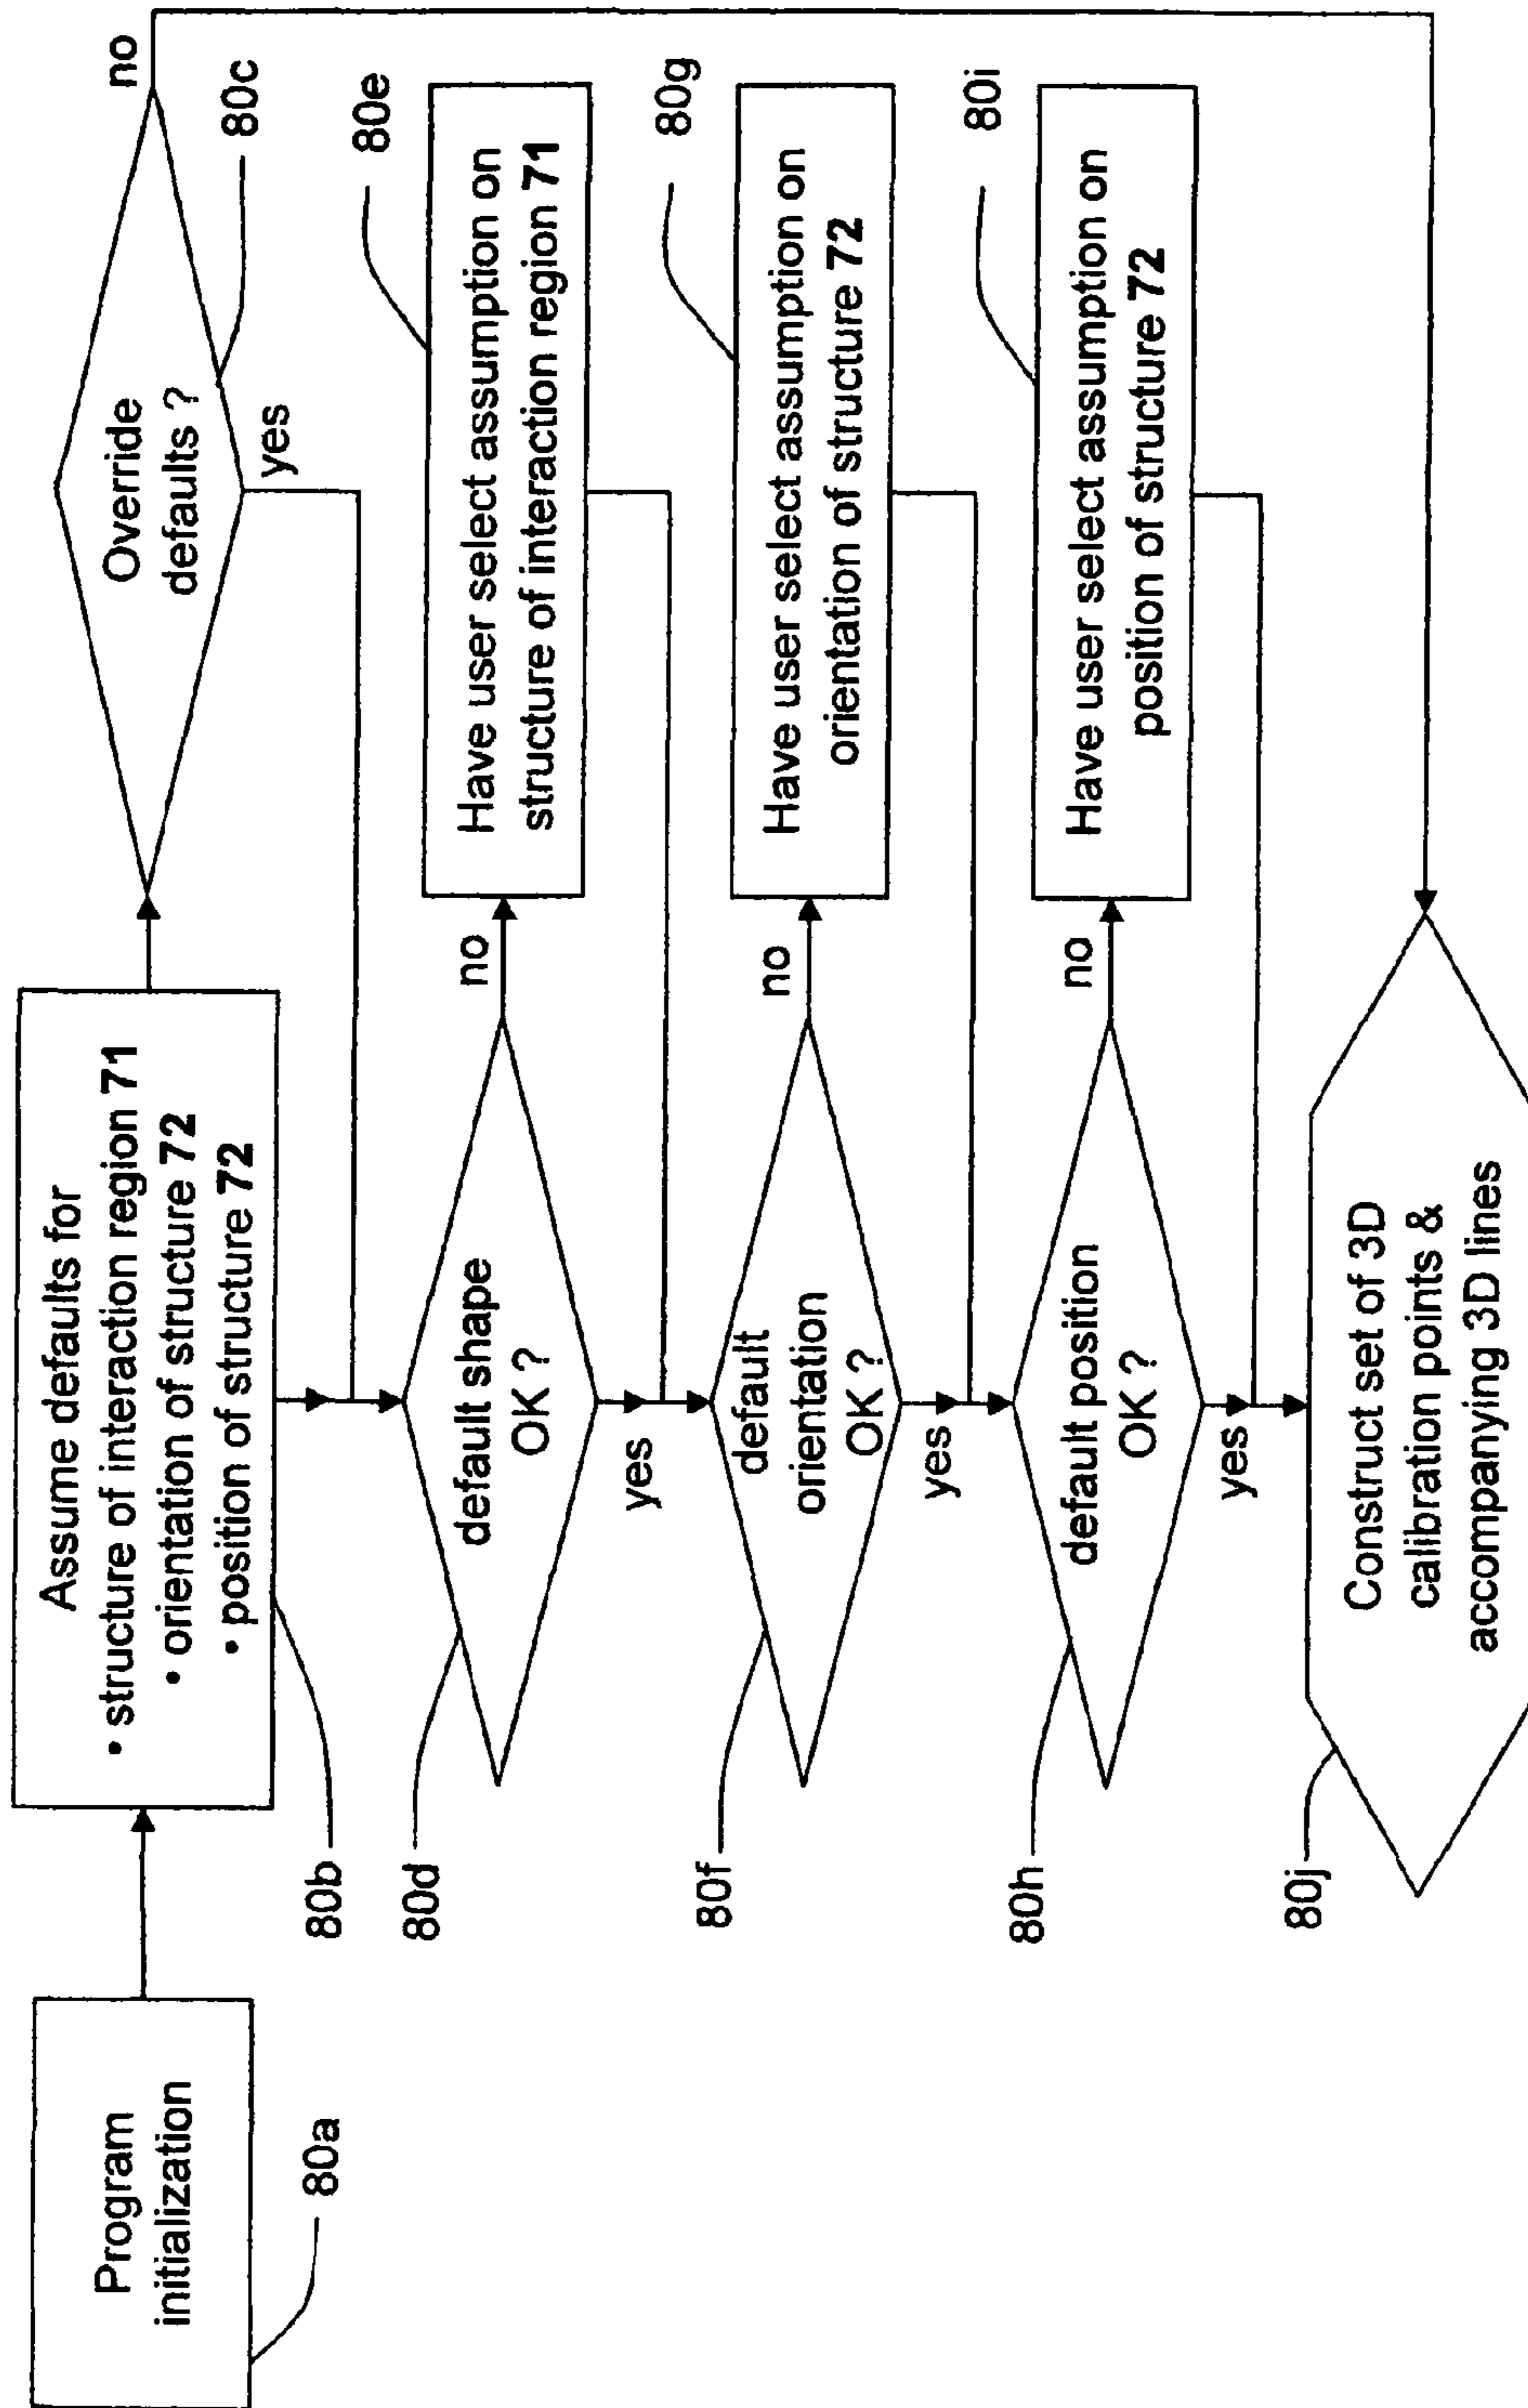 Program
initialization
80a
Assume defaults for
• structure of interaction region 71
• orientation of structure 72
• position of structure 72
80b
Override
defaults ?
no
yes
80c
default shape
OK ?
no
yes
80d
Have user select assumption on
structure of interaction region 71
80e
default
orientation
OK ?
no
yes
80f
Have user select assumption on
orientation of structure 72
80g
default position
OK ?
no
yes
80h
Have user select assumption on
position of structure 72
80i
Construct set of 3D
calibration points &
accompanying 3D lines
80j